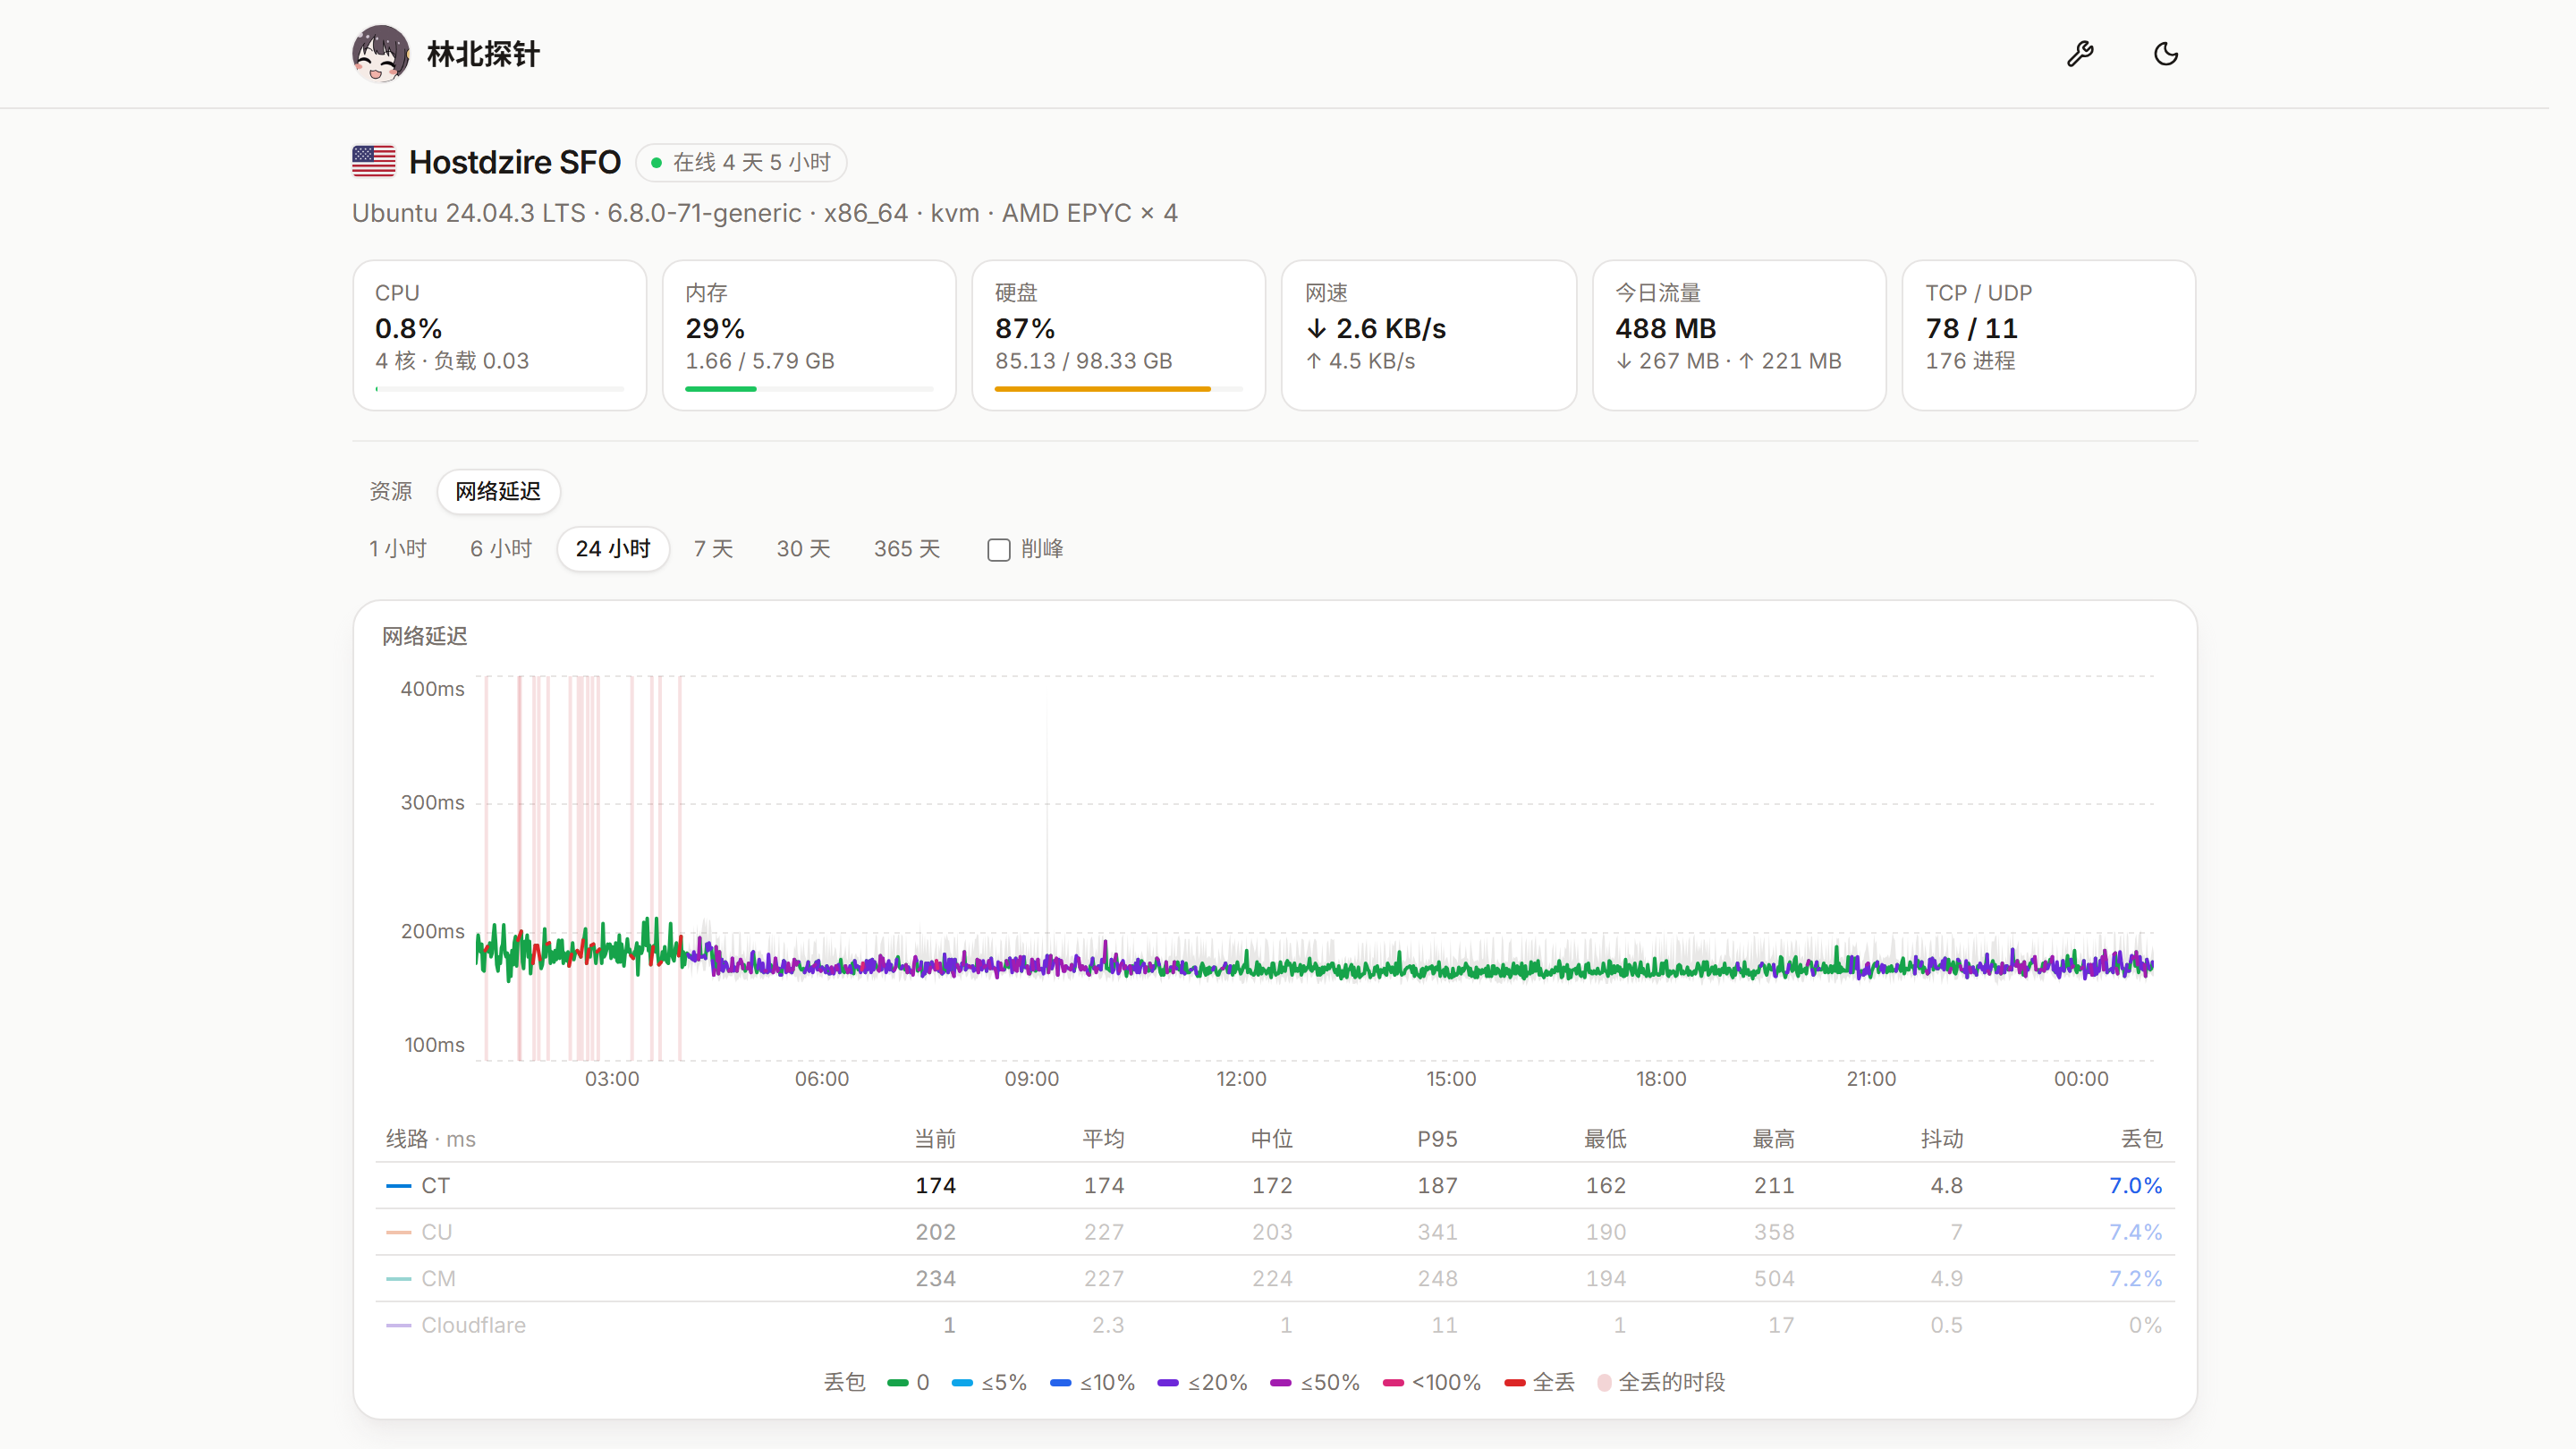 林北探针
Hostdzire SFO 在线 4 天 5 小时
Ubuntu 24.04.3 LTS · 6.8.0-71-generic · x86_64 · kvm · AMD EPYC × 4
CPU
0.8%
4 核 · 负载 0.03
内存
29%
1.66 / 5.79 GB
硬盘
87%
85.13 / 98.33 GB
网速
↓ 2.6 KB/s
↑ 4.5 KB/s
今日流量
488 MB
↓ 267 MB · ↑ 221 MB
TCP / UDP
78 / 11
176 进程
资源 网络延迟
1 小时 6 小时 24 小时 7 天 30 天 365 天 削峰
网络延迟
400ms
300ms
200ms
100ms
03:00 06:00 09:00 12:00 15:00 18:00 21:00 00:00
线路 · ms 当前 平均 中位 P95 最低 最高 抖动 丢包
CT 174 174 172 187 162 211 4.8 7.0%
CU 202 227 203 341 190 358 7 7.4%
CM 234 227 224 248 194 504 4.9 7.2%
Cloudflare 1 2.3 1 11 1 17 0.5 0%
丢包 0 ≤5% ≤10% ≤20% ≤50% <100% 全丢 全丢的时段